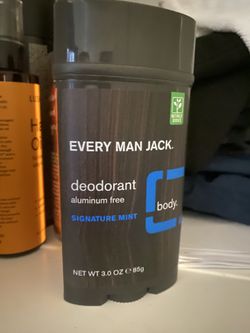 EVERY MAN JACK.
deodorant
aluminum free
SIGNATURE MINT
body.
NET WT 3.0 OZ ⊖ 85g